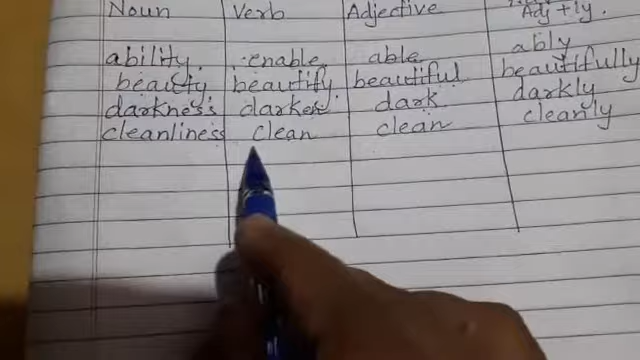 Noun Verb Adjective Adj + ly.
ability. enable able ably
beauty beautify beautiful beautifully
darkness darken dark darkly
cleanliness clean clean cleanly